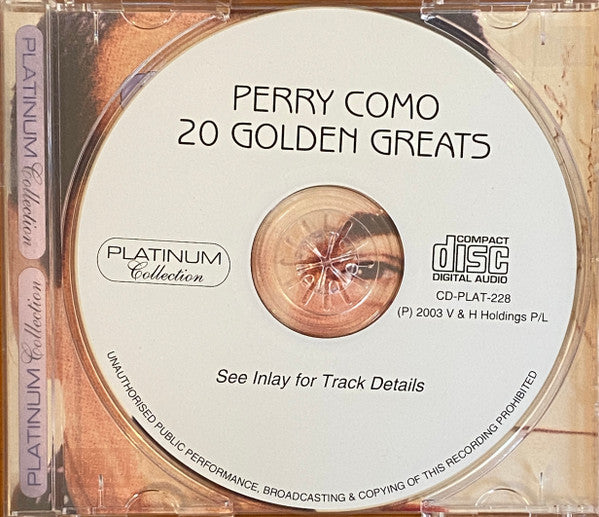 PLATINUM
Collection
PLATINUM
Collection
PERRY COMO
20 GOLDEN GREATS
PLATINUM
Collection
COMPACT
disc
DIGITAL AUDIO
CD-PLAT-228
(P) 2003 V & H Holdings P/L
See Inlay for Track Details
UNAUTHORISED PUBLIC PERFORMANCE, BROADCASTING & COPYING OF THIS RECORDING PROHIBITED